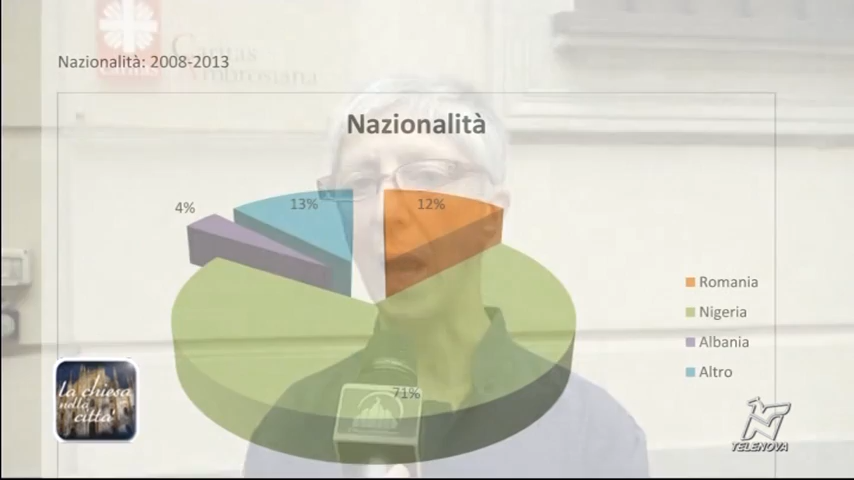 Caritas
Caritas
Ambrosiana
Nazionalità: 2008-2013
Nazionalità
4%
13%
12%
71%
Romania
Nigeria
Albania
Altro
la chiesa
nella
città
TELENOVA